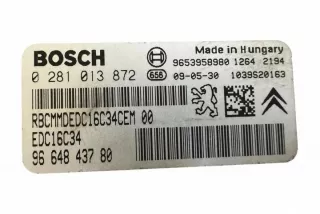 BOSCH
Made in Hungary
9653958980 1264 2194
0 281 013 872
656 09-05-30 1039S20163
RBCMMDEDC16C34CEM 00
EDC16C34
96 648 437 80